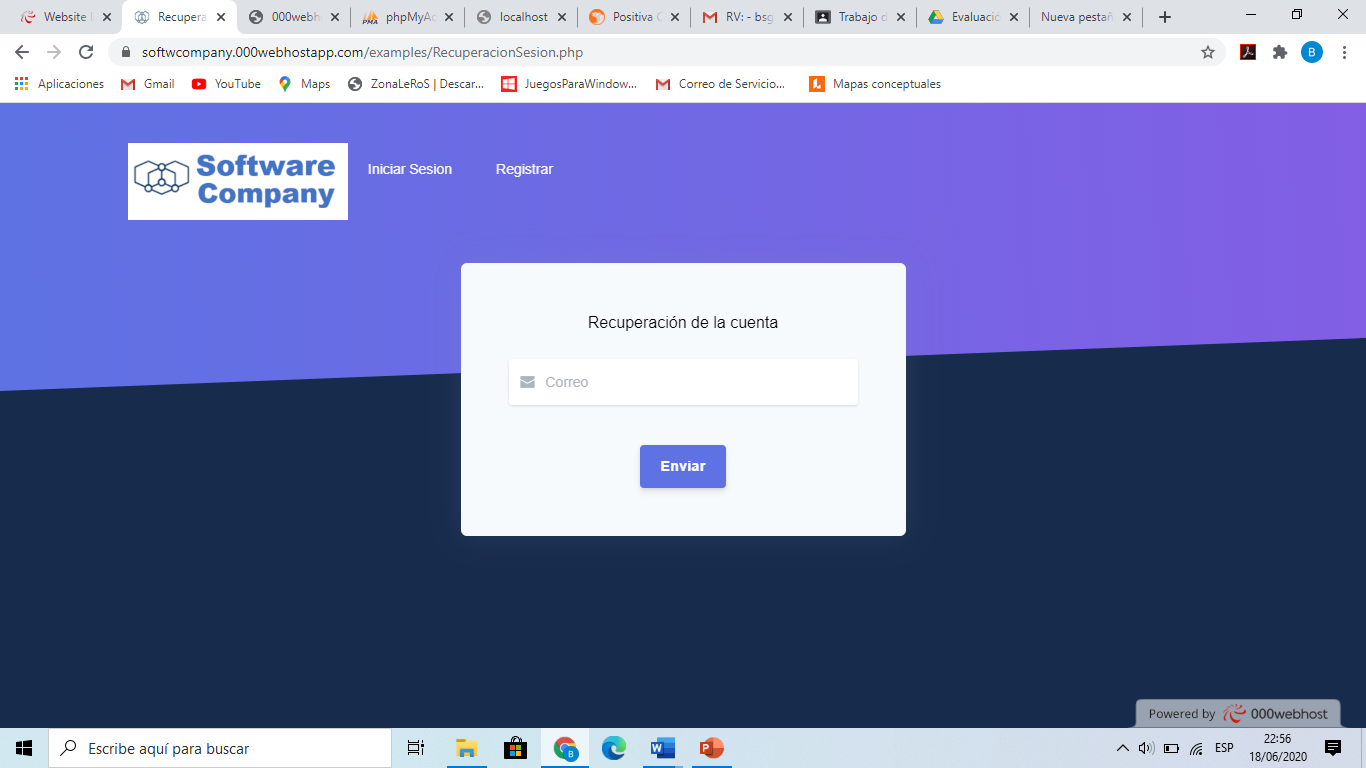 Website
Recupera
000webh
phpMyAc
localhost
Positiva C
RV: - bsg
Trabajo d
Evaluació
Nueva pestañ
softwcompany.000webhostapp.com/examples/RecuperacionSesion.php
B
Aplicaciones
Gmail
YouTube
Maps
ZonaLeRoS | Descar...
JuegosParaWindow...
Correo de Servicio...
Mapas conceptuales
Software
Company
Iniciar Sesion
Registrar
Recuperación de la cuenta
Correo
Enviar
Powered by 000webhost
Escribe aquí para buscar
ESP
22:56
18/06/2020